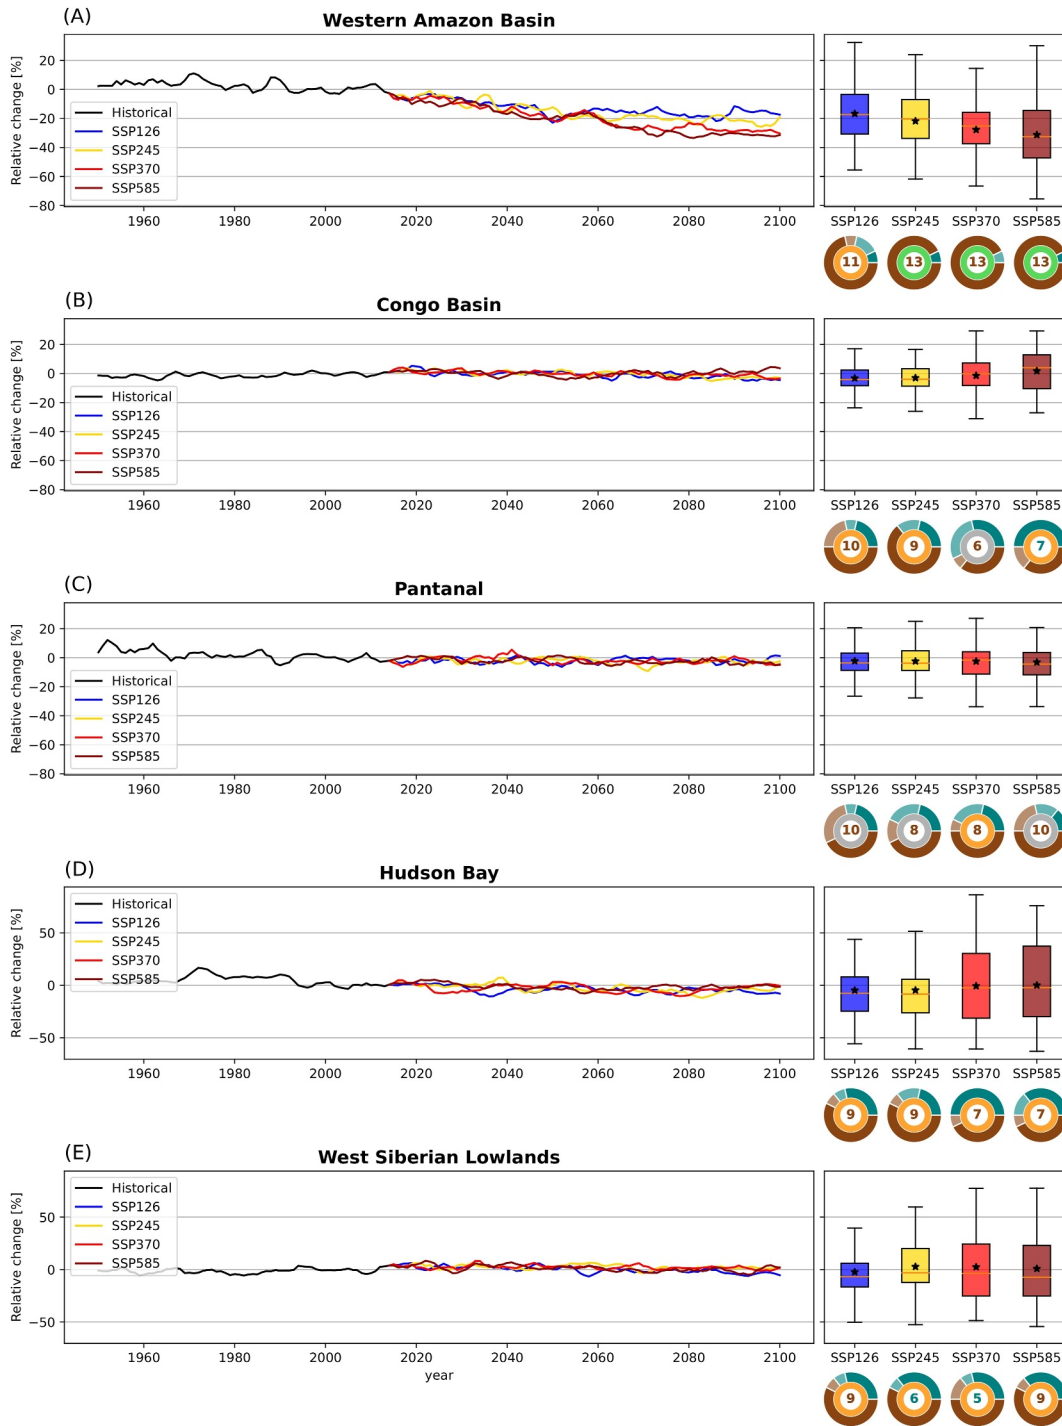 (A)
Western Amazon Basin
Relative change [%]
20
0
−20
−40
−60
−80
Historical
SSP126
SSP245
SSP370
SSP585
1960 1980 2000 2020 2040 2060 2080 2100
SSP126 SSP245 SSP370 SSP585
11 13 13 13
(B)
Congo Basin
Relative change [%]
20
0
−20
−40
−60
−80
Historical
SSP126
SSP245
SSP370
SSP585
1960 1980 2000 2020 2040 2060 2080 2100
SSP126 SSP245 SSP370 SSP585
10 9 6 7
(C)
Pantanal
Relative change [%]
20
0
−20
−40
−60
−80
Historical
SSP126
SSP245
SSP370
SSP585
1960 1980 2000 2020 2040 2060 2080 2100
SSP126 SSP245 SSP370 SSP585
10 8 8 10
(D)
Hudson Bay
Relative change [%]
50
0
−50
Historical
SSP126
SSP245
SSP370
SSP585
1960 1980 2000 2020 2040 2060 2080 2100
SSP126 SSP245 SSP370 SSP585
9 9 7 7
(E)
West Siberian Lowlands
Relative change [%]
50
0
−50
Historical
SSP126
SSP245
SSP370
SSP585
1960 1980 2000 2020 2040 2060 2080 2100
year
SSP126 SSP245 SSP370 SSP585
9 6 5 9